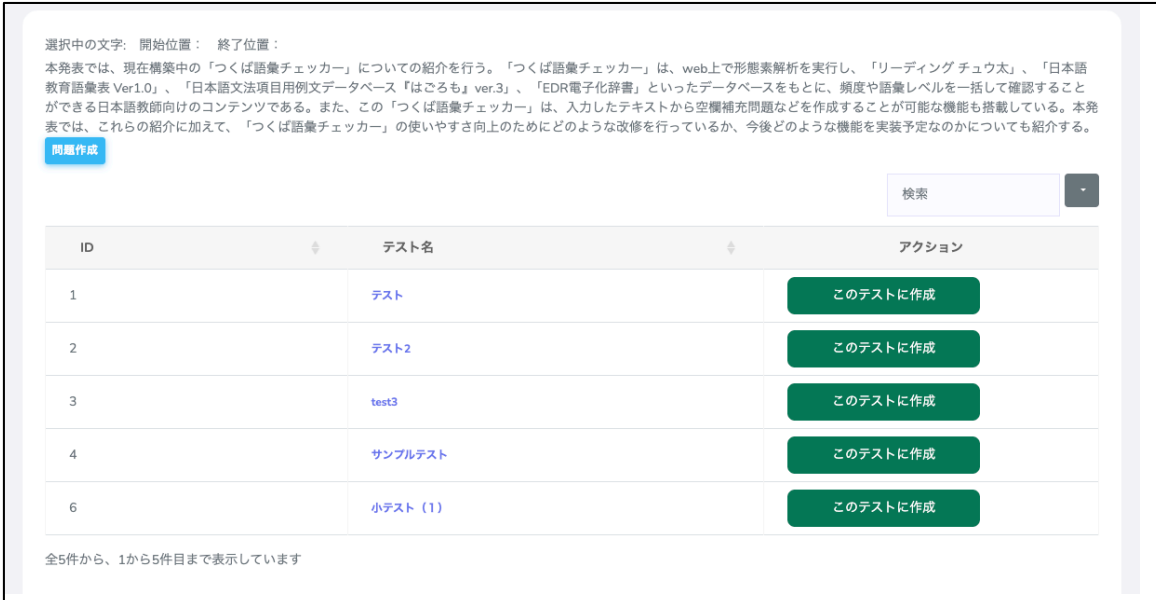 選択中の文字: 開始位置： 終了位置：
本発表では、現在構築中の「つくば語彙チェッカー」についての紹介を行う。「つくば語彙チェッカー」は、web上で形態素解析を実行し、「リーディング チュウ太」、「日本語
教育語彙表 Ver1.0」、「日本語文法項目用例文データベース『はごろも』ver.3」、「EDR電子化辞書」といったデータベースをもとに、頻度や語彙レベルを一括して確認すること
ができる日本語教師向けのコンテンツである。また、この「つくば語彙チェッカー」は、入力したテキストから空欄補充問題などを作成することが可能な機能も搭載している。本発
表では、これらの紹介に加えて、「つくば語彙チェッカー」の使いやすさ向上のためにどのような改修を行っているか、今後どのような機能を実装予定なのかについても紹介する。
問題作成
検索
ID テスト名 アクション
1 テスト このテストに作成
2 テスト2 このテストに作成
3 test3 このテストに作成
4 サンプルテスト このテストに作成
6 小テスト（1） このテストに作成
全5件から、1から5件目まで表示しています